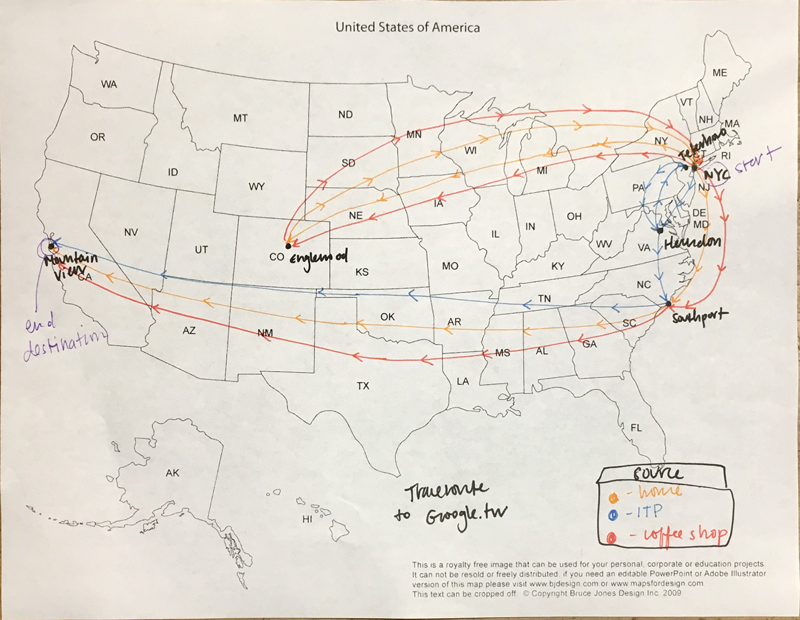 United States of America
WA
ME
MT
ND
MN
VT
NH
MA
OR
ID
SD
WI
NY
RI
WY
MI
NYC start
PA
NJ
NE
IA
NV
UT
CO
Englewood
IL
IN
OH
DE
MD
Herndon
WV
VA
Mountain
View
CA
KS
MO
KY
NC
TN
end
destination
AZ
NM
OK
AR
SC
Southport
MS
AL
GA
TX
LA
FL
AK
HI
Traceroute
to Google.tw
source
- home
- ITP
- coffee shop
This is a royalty free image that can be used for your personal, corporate or education projects.
It can not be resold or freely distributed. if you need an editable PowerPoint or Adobe Illustrator
version of this map please visit www.bjdesign.com or www.mapsfordesign.com
This text can be cropped off. © Copyright Bruce Jones Design Inc. 2009